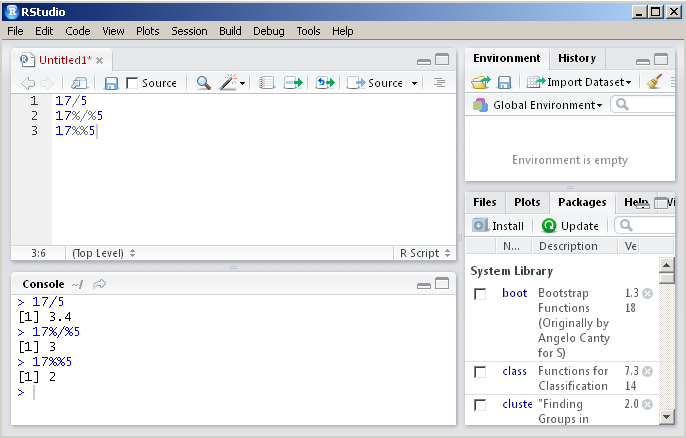 RStudio
File Edit Code View Plots Session Build Debug Tools Help
Untitled1*
Source Source
1 17/5
2 17%/%5
3 17%%5
3:6 (Top Level) R Script
Console ~/
> 17/5
[1] 3.4
> 17%/%5
[1] 3
> 17%%5
[1] 2
>
Environment History
Import Dataset
Global Environment
Environment is empty
Files Plots Packages Help
Install Update
N... Description Ve
System Library
boot Bootstrap 1.3
Functions 18
(Originally by
Angelo Canty
for S)
class Functions for 7.3
Classification 14
cluste "Finding 2.0
Groups in